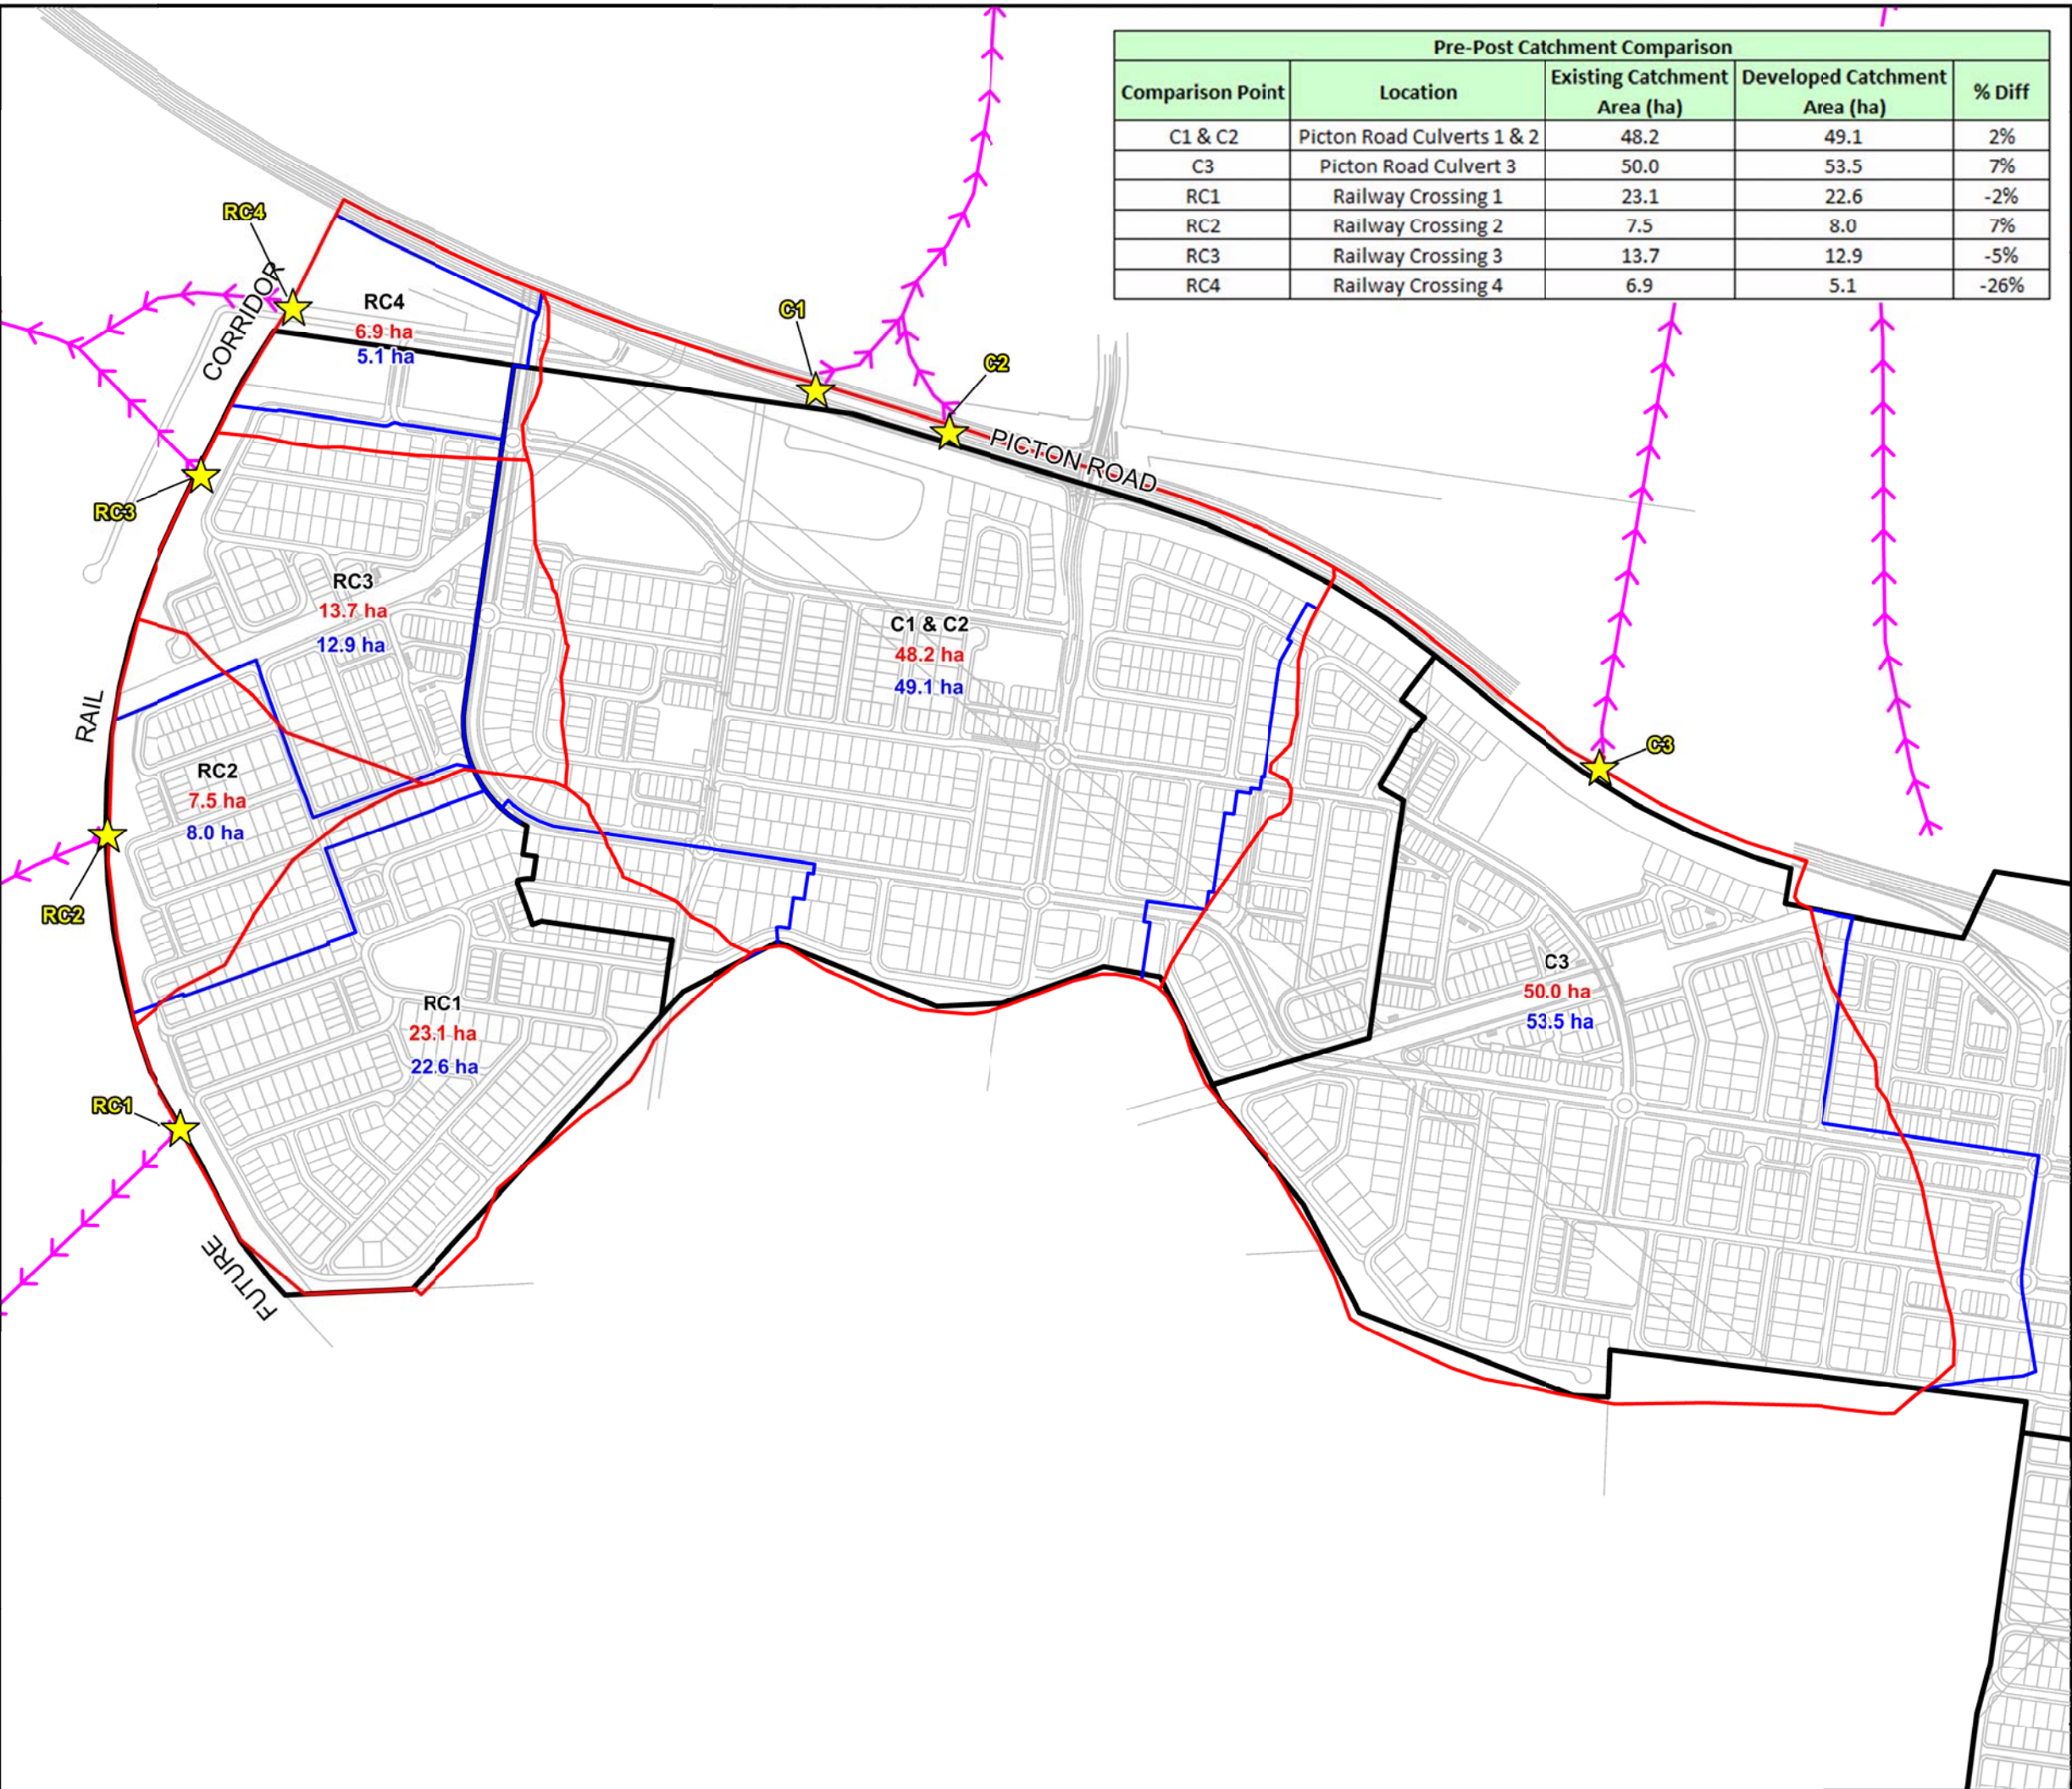 Pre-Post Catchment Comparison
Comparison Point Location Existing Catchment Area (ha) Developed Catchment Area (ha) % Diff
C1 & C2 Picton Road Culverts 1 & 2 48.2 49.1 2%
C3 Picton Road Culvert 3 50.0 53.5 7%
RC1 Railway Crossing 1 23.1 22.6 -2%
RC2 Railway Crossing 2 7.5 8.0 7%
RC3 Railway Crossing 3 13.7 12.9 -5%
RC4 Railway Crossing 4 6.9 5.1 -26%
RC4
CORRIDOR
RC4
6.9 ha
5.1 ha
C1
C2
PICTON ROAD
RC3
RC3
13.7 ha
12.9 ha
C1 & C2
48.2 ha
49.1 ha
RAIL
C3
RC2
7.5 ha
8.0 ha
RC2
C3
50.0 ha
53.5 ha
RC1
23.1 ha
22.6 ha
RC1
FUTURE